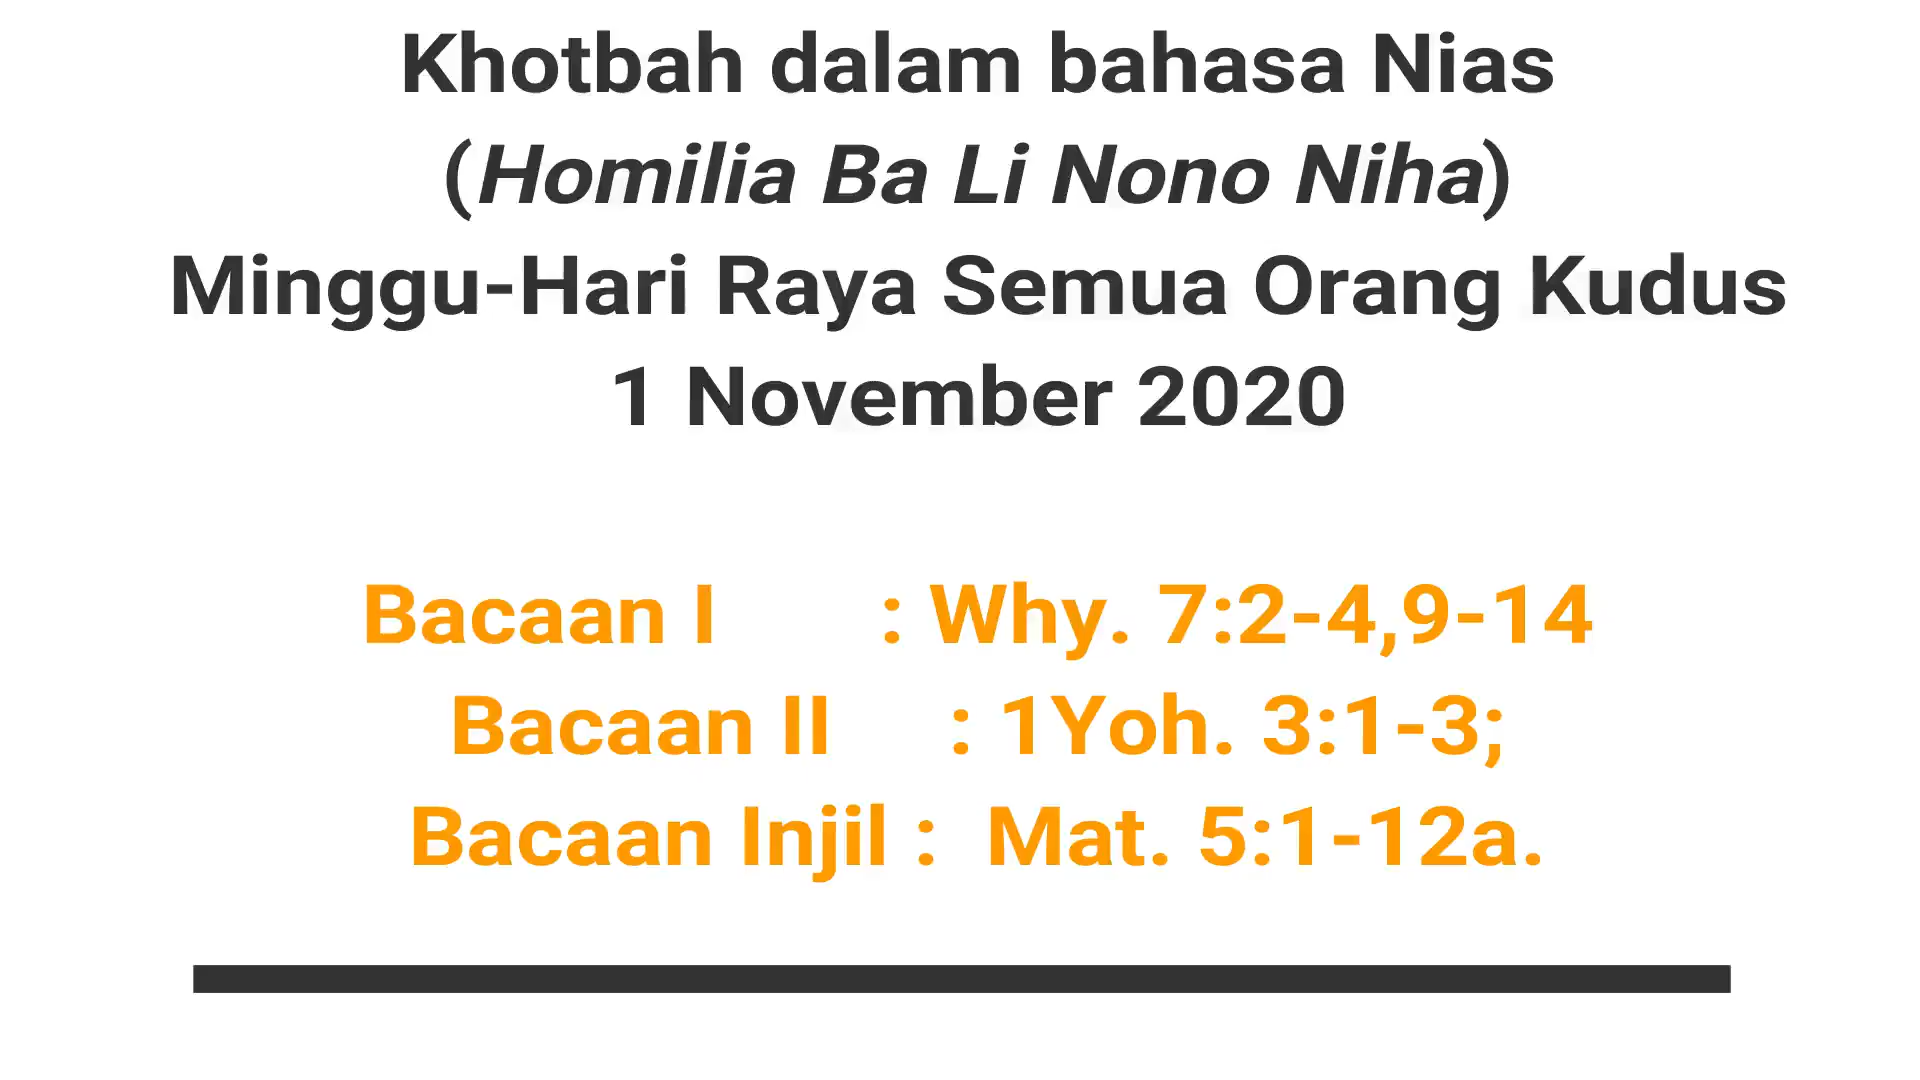 Khotbah dalam bahasa Nias
(Homilia Ba Li Nono Niha)
Minggu-Hari Raya Semua Orang Kudus
1 November 2020
Bacaan I : Why. 7:2-4,9-14
Bacaan II : 1Yoh. 3:1-3;
Bacaan Injil : Mat. 5:1-12a.